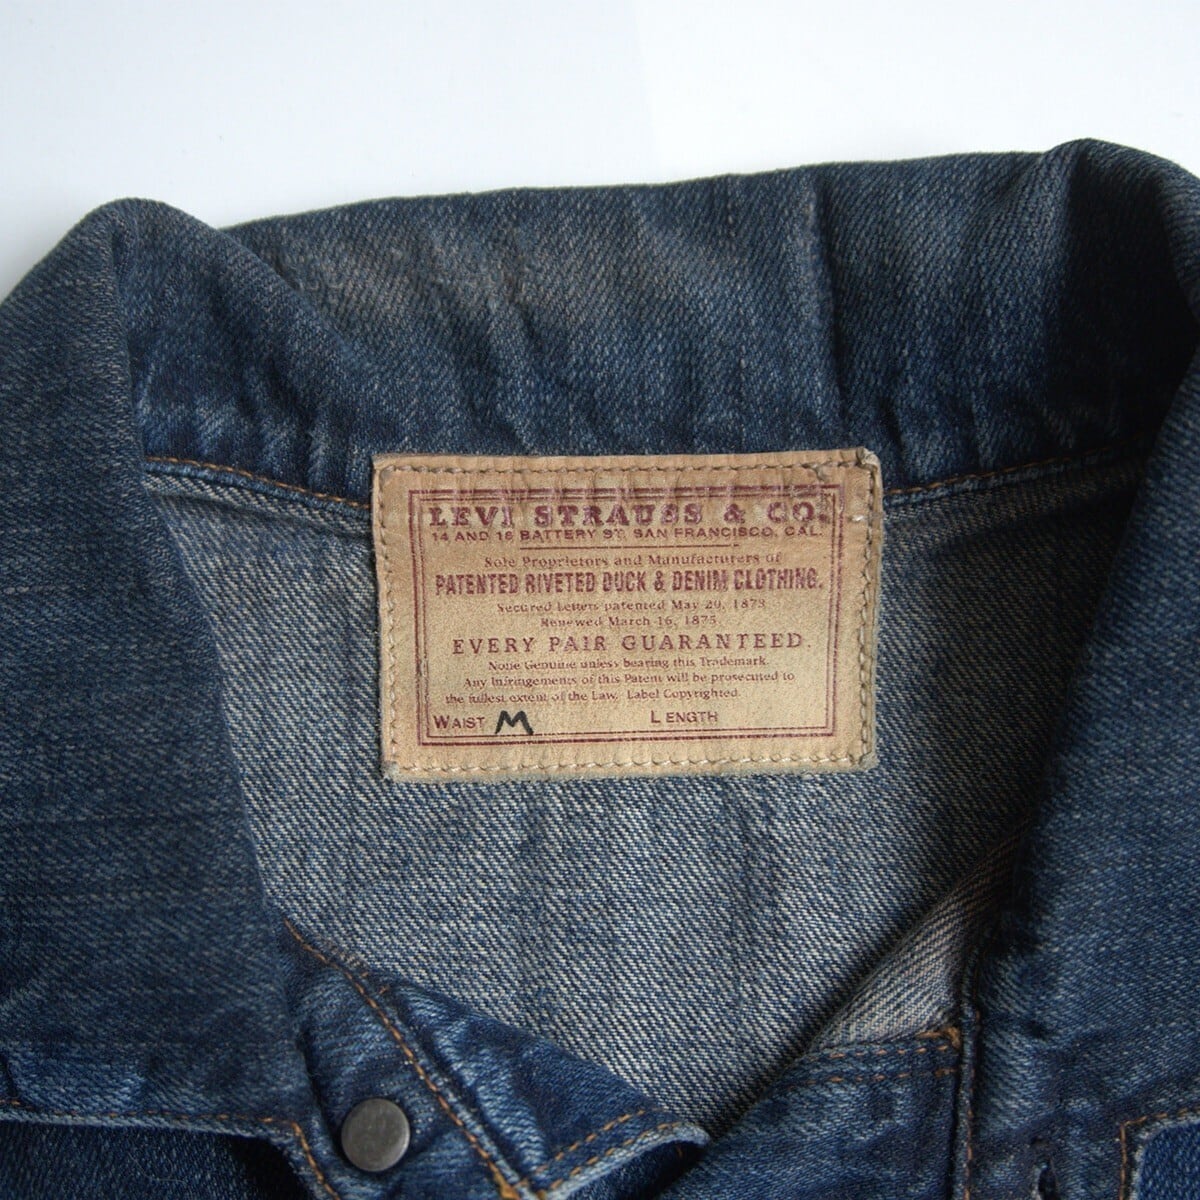 LEVI STRAUSS & CO.
14 AND 16 BATTERY ST. SAN FRANCISCO, CAL.
Sole Proprietors and Manufacturers of
PATENTED RIVETED DUCK & DENIM CLOTHING.
Secured Letters patented May 20, 1873
Renewed March 16, 1875.
EVERY PAIR GUARANTEED.
None Genuine unless bearing this Trademark.
Any Infringements of this Patent will be prosecuted to
the fullest extent of the Law. Label Copyrighted.
WAIST M LENGTH